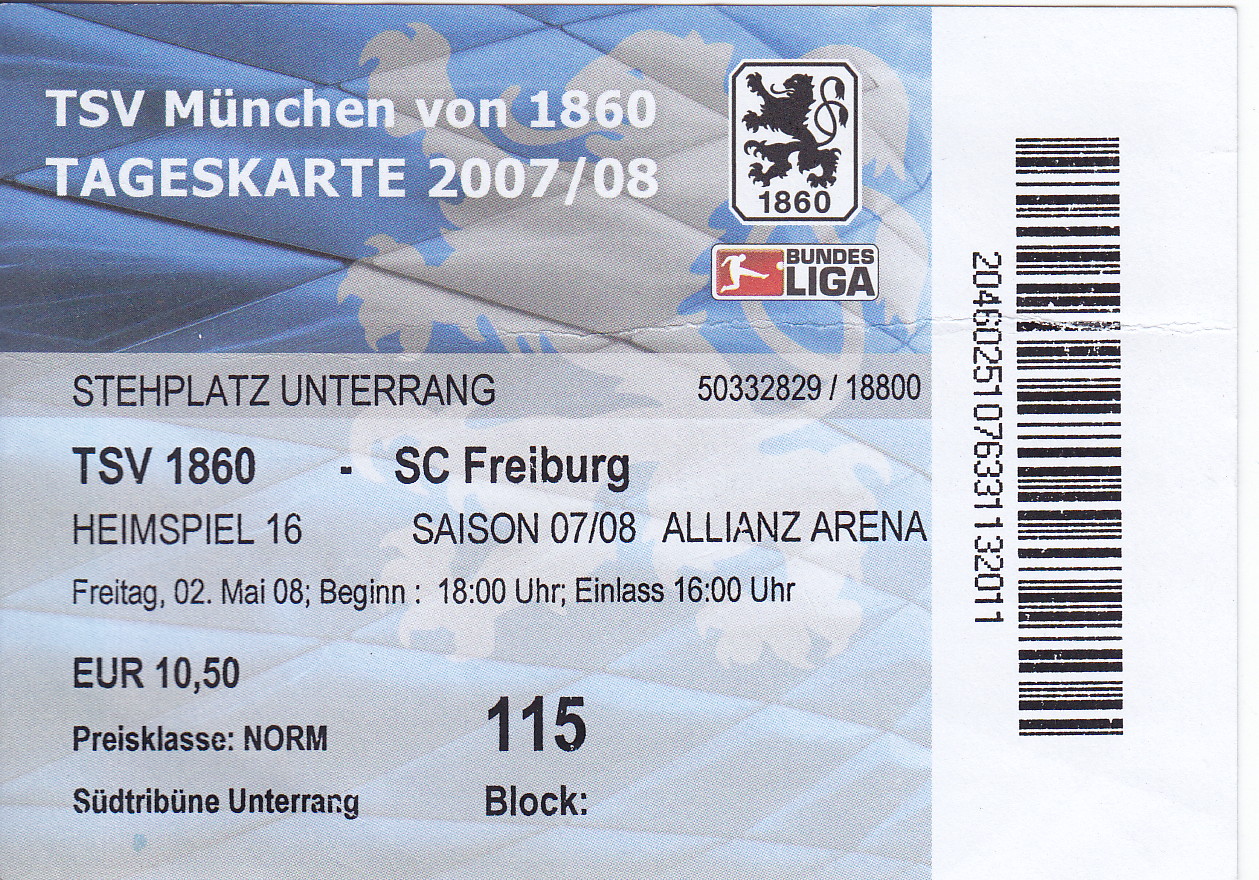 TSV München von 1860
TAGESKARTE 2007/08
1860
BUNDES
LIGA
STEHPLATZ UNTERRANG 50332829 / 18800
TSV 1860 - SC Freiburg
HEIMSPIEL 16 SAISON 07/08 ALLIANZ ARENA
Freitag, 02. Mai 08; Beginn : 18:00 Uhr; Einlass 16:00 Uhr
EUR 10,50
115
Preisklasse: NORM
Südtribüne Unterrang Block:
20460251076331132011